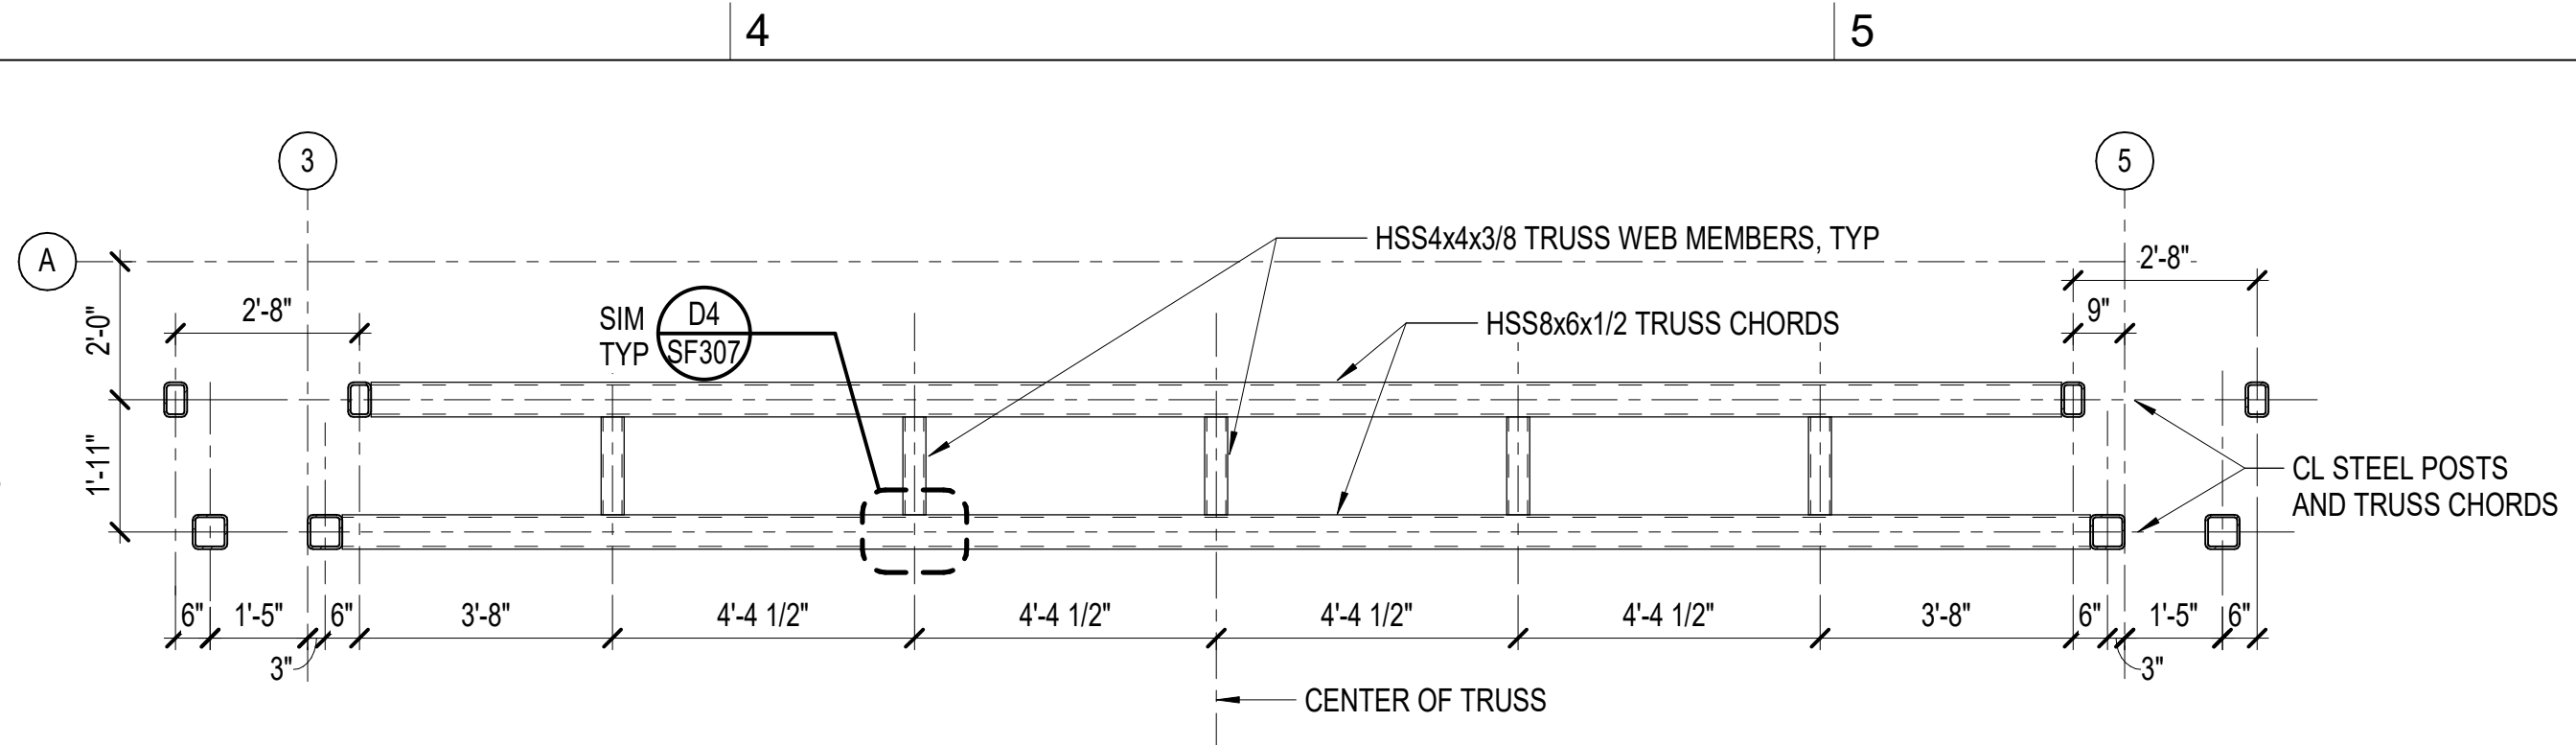 4
5
3
5
A
HSS4x4x3/8 TRUSS WEB MEMBERS, TYP
2'-8"
2'-8"
9"
SIM
TYP
D4
SF307
HSS8x6x1/2 TRUSS CHORDS
2'-0"
1'-11"
CL STEEL POSTS
AND TRUSS CHORDS
6" 1'-5" 6" 3'-8" 4'-4 1/2" 4'-4 1/2" 4'-4 1/2" 4'-4 1/2" 3'-8" 6" 1'-5" 6"
3" 3"
CENTER OF TRUSS